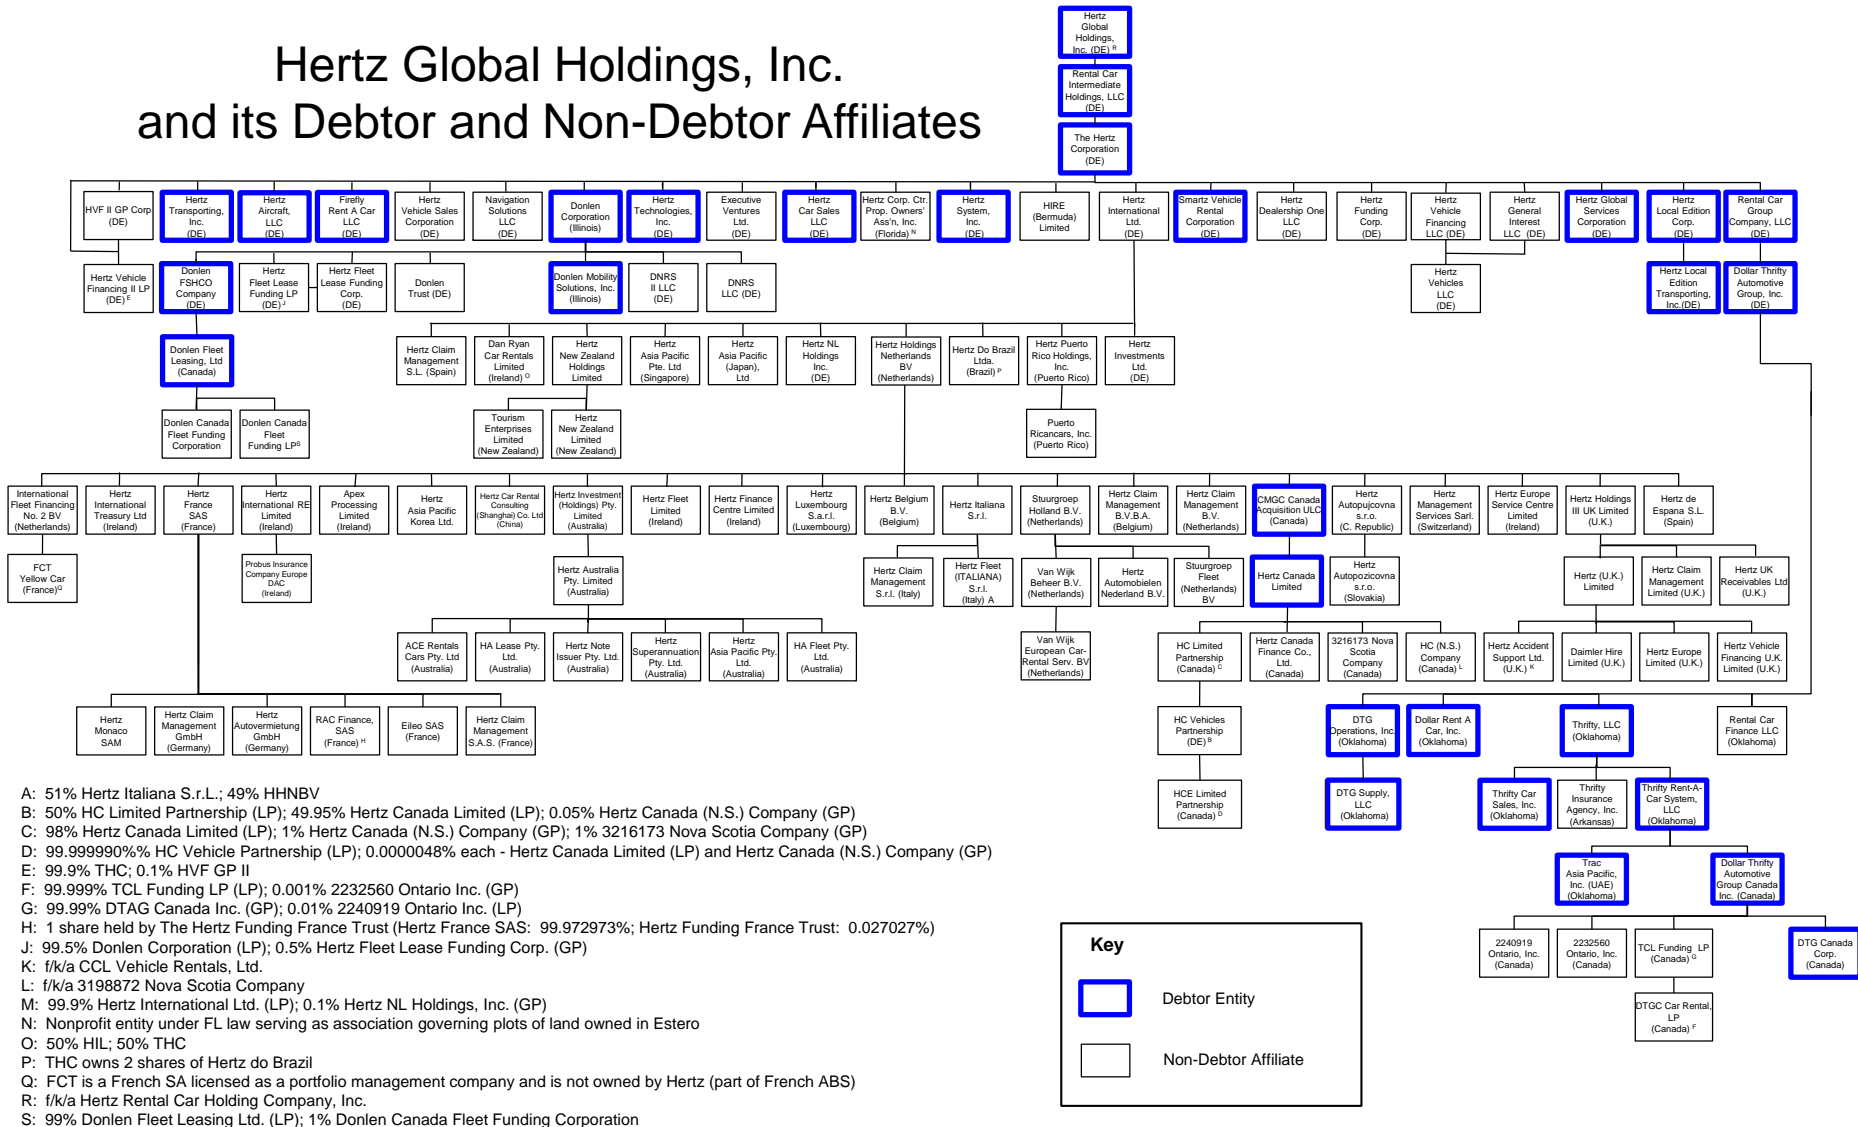 Hertz Global Holdings, Inc.
and its Debtor and Non-Debtor Affiliates
Hertz
Global
Holdings,
Inc. (DE) R
Rental Car
Intermediate
Holdings, LLC
(DE)
The Hertz
Corporation
(DE)
HVF II GP Corp
(DE)
Hertz
Transporting,
Inc.
(DE)
Hertz
Aircraft,
LLC
(DE)
Firefly
Rent A Car
LLC
(DE)
Hertz
Vehicle Sales
Corporation
(DE)
Navigation
Solutions
LLC
(DE)
Donlen
Corporation
(Illinois)
Hertz
Technologies,
Inc.
(DE)
Executive
Ventures
Ltd.
(DE)
Hertz
Car Sales
LLC
(DE)
Hertz Corp. Ctr.
Prop. Owners'
Ass'n, Inc.
(Florida) N
Hertz
System,
Inc.
(DE)
HIRE
(Bermuda)
Limited
Hertz
International
Ltd.
(DE)
Smartz Vehicle
Rental
Corporation
(DE)
Hertz
Dealership One
LLC
(DE)
Hertz
Funding
Corp.
(DE)
Hertz
Vehicle
Financing
LLC (DE)
Hertz
General
Interest
LLC (DE)
Hertz Global
Services
Corporation
(DE)
Hertz
Local Edition
Corp.
(DE)
Rental Car
Group
Company, LLC
(DE)
Hertz Vehicle
Financing II LP
(DE) E
Donlen
FSHCO
Company
(DE)
Hertz
Fleet Lease
Funding LP
(DE) J
Hertz Fleet
Lease Funding
Corp.
(DE)
Donlen
Trust (DE)
Donlen Mobility
Solutions, Inc.
(Illinois)
DNRS
II LLC
(DE)
DNRS
LLC (DE)
Hertz
Vehicles
LLC
(DE)
Hertz Local
Edition
Transporting,
Inc.(DE)
Dollar Thrifty
Automotive
Group, Inc.
(DE)
Donlen Fleet
Leasing, Ltd
(Canada)
Hertz Claim
Management
S.L. (Spain)
Dan Ryan
Car Rentals
Limited
(Ireland) O
Hertz
New Zealand
Holdings
Limited
Hertz
Asia Pacific
Pte. Ltd
(Singapore)
Hertz
Asia Pacific
(Japan),
Ltd
Hertz NL
Holdings
Inc.
(DE)
Hertz Holdings
Netherlands
BV
(Netherlands)
Hertz Do Brazil
Ltda.
(Brazil) P
Hertz Puerto
Rico Holdings,
Inc.
(Puerto Rico)
Hertz
Investments
Ltd.
(DE)
Donlen Canada
Fleet Funding
Corporation
Donlen Canada
Fleet
Funding LP S
Tourism
Enterprises
Limited
(New Zealand)
Hertz
New Zealand
Limited
(New Zealand)
Puerto
Ricancars, Inc.
(Puerto Rico)
International
Fleet Financing
No. 2 BV
(Netherlands)
Hertz
International
Treasury Ltd
(Ireland)
Hertz
France
SAS
(France)
Hertz
International RE
Limited
(Ireland)
Apex
Processing
Limited
(Ireland)
Hertz
Asia Pacific
Korea Ltd.
Hertz Car Rental
Consulting
(Shanghai) Co. Ltd
(China)
Hertz Investment
(Holdings) Pty.
Limited
(Australia)
Hertz Fleet
Limited
(Ireland)
Hertz Finance
Centre Limited
(Ireland)
Hertz
Luxembourg
S.a.r.l.
(Luxembourg)
Hertz Belgium
B.V.
(Belgium)
Hertz Italiana
S.r.l.
Stuurgroep
Holland B.V.
(Netherlands)
Hertz Claim
Management
B.V.B.A.
(Belgium)
Hertz Claim
Management
B.V.
(Netherlands)
CMGC Canada
Acquisition ULC
(Canada)
Hertz
Autopujcovna
s.r.o.
(C. Republic)
Hertz
Management
Services Sarl.
(Switzerland)
Hertz Europe
Service Centre
Limited
(Ireland)
Hertz Holdings
III UK Limited
(U.K.)
Hertz de
Espana S.L.
(Spain)
FCT
Yellow Car
(France)Q
Probus Insurance
Company Europe
DAC
(Ireland)
Hertz Australia
Pty. Limited
(Australia)
Hertz Claim
Management
S.r.l. (Italy)
Hertz Fleet
(ITALIANA)
S.r.l.
(Italy) A
Van Wijk
Beheer B.V.
(Netherlands)
Hertz
Automobielen
Nederland B.V.
Stuurgroep
Fleet
(Netherlands)
BV
Hertz Canada
Limited
Hertz
Autopozicovna
s.r.o.
(Slovakia)
Hertz (U.K.)
Limited
Hertz Claim
Management
Limited (U.K.)
Hertz UK
Receivables Ltd
(U.K.)
ACE Rentals
Cars Pty. Ltd
(Australia)
HA Lease Pty.
Ltd.
(Australia)
Hertz Note
Issuer Pty. Ltd.
(Australia)
Hertz
Superannuation
Pty. Ltd.
(Australia)
Hertz
Asia Pacific Pty.
Ltd.
(Australia)
HA Fleet Pty.
Ltd.
(Australia)
Van Wijk
European Car-
Rental Serv. BV
(Netherlands)
HC Limited
Partnership
(Canada) C
Hertz Canada
Finance Co.,
Ltd.
(Canada)
3216173 Nova
Scotia
Company
(Canada)
HC (N.S.)
Company
(Canada) L
Hertz Accident
Support Ltd.
(U.K.) K
Daimler Hire
Limited (U.K.)
Hertz Europe
Limited (U.K.)
Hertz Vehicle
Financing U.K.
Limited (U.K.)
Hertz
Monaco
SAM
Hertz Claim
Management
GmbH
(Germany)
Hertz
Autovermietung
GmbH
(Germany)
RAC Finance,
SAS
(France) H
Eileo SAS
(France)
Hertz Claim
Management
S.A.S. (France)
HC Vehicles
Partnership
(DE) B
DTG
Operations, Inc.
(Oklahoma)
Dollar Rent A
Car, Inc.
(Oklahoma)
Thrifty, LLC
(Oklahoma)
Rental Car
Finance LLC
(Oklahoma)
HCE Limited
Partnership
(Canada) D
DTG Supply,
LLC
(Oklahoma)
Thrifty Car
Sales, Inc.
(Oklahoma)
Thrifty
Insurance
Agency, Inc.
(Arkansas)
Thrifty Rent-A-
Car System,
LLC
(Oklahoma)
Trac
Asia Pacific,
Inc. (UAE)
(Oklahoma)
Dollar Thrifty
Automotive
Group Canada
Inc. (Canada)
2240919
Ontario, Inc.
(Canada)
2232560
Ontario, Inc.
(Canada)
TCL Funding LP
(Canada) G
DTG Canada
Corp.
(Canada)
DTGC Car Rental,
LP
(Canada) F
A: 51% Hertz Italiana S.r.L.; 49% HHNBV
B: 50% HC Limited Partnership (LP); 49.95% Hertz Canada Limited (LP); 0.05% Hertz Canada (N.S.) Company (GP)
C: 98% Hertz Canada Limited (LP); 1% Hertz Canada (N.S.) Company (GP); 1% 3216173 Nova Scotia Company (GP)
D: 99.999990%% HC Vehicle Partnership (LP); 0.0000048% each - Hertz Canada Limited (LP) and Hertz Canada (N.S.) Company (GP)
E: 99.9% THC; 0.1% HVF GP II
F: 99.999% TCL Funding LP (LP); 0.001% 2232560 Ontario Inc. (GP)
G: 99.99% DTAG Canada Inc. (GP); 0.01% 2240919 Ontario Inc. (LP)
H: 1 share held by The Hertz Funding France Trust (Hertz France SAS: 99.972973%; Hertz Funding France Trust: 0.027027%)
J: 99.5% Donlen Corporation (LP); 0.5% Hertz Fleet Lease Funding Corp. (GP)
K: f/k/a CCL Vehicle Rentals, Ltd.
L: f/k/a 3198872 Nova Scotia Company
M: 99.9% Hertz International Ltd. (LP); 0.1% Hertz NL Holdings, Inc. (GP)
N: Nonprofit entity under FL law serving as association governing plots of land owned in Estero
O: 50% HIL; 50% THC
P: THC owns 2 shares of Hertz do Brazil
Q: FCT is a French SA licensed as a portfolio management company and is not owned by Hertz (part of French ABS)
R: f/k/a Hertz Rental Car Holding Company, Inc.
S: 99% Donlen Fleet Leasing Ltd. (LP); 1% Donlen Canada Fleet Funding Corporation
Key
Debtor Entity
Non-Debtor Affiliate